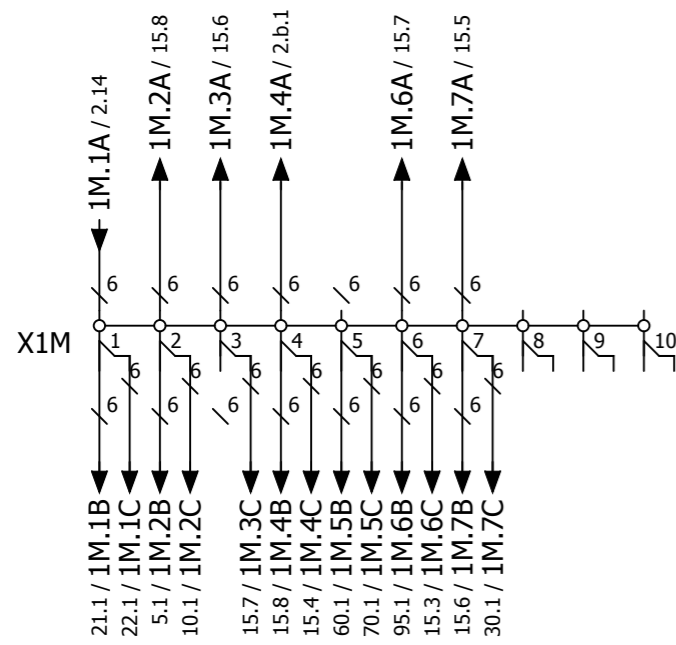 1M.1A / 2.14
1M.2A / 15.8
1M.3A / 15.6
1M.4A / 2.b.1
1M.6A / 15.7
1M.7A / 15.5
6 6 6 6 6 6 6
X1M
1 2 3 4 5 6 7 8 9 10
6 6 6 6 6 6 6
6 6 6 6 6 6 6
21.1 / 1M.1B
22.1 / 1M.1C
5.1 / 1M.2B
10.1 / 1M.2C
15.7 / 1M.3C
15.8 / 1M.4B
15.4 / 1M.4C
60.1 / 1M.5B
70.1 / 1M.5C
95.1 / 1M.6B
15.3 / 1M.6C
15.6 / 1M.7B
30.1 / 1M.7C